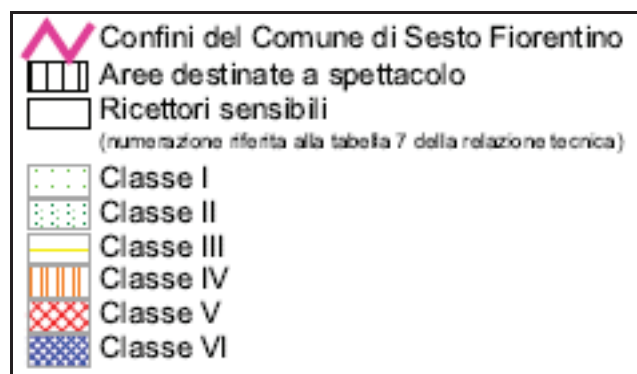 Confini del Comune di Sesto Fiorentino
Aree destinate a spettacolo
Ricettori sensibili
(numerazione riferita alla tabella 7 della relazione tecnica)
Classe I
Classe II
Classe III
Classe IV
Classe V
Classe VI